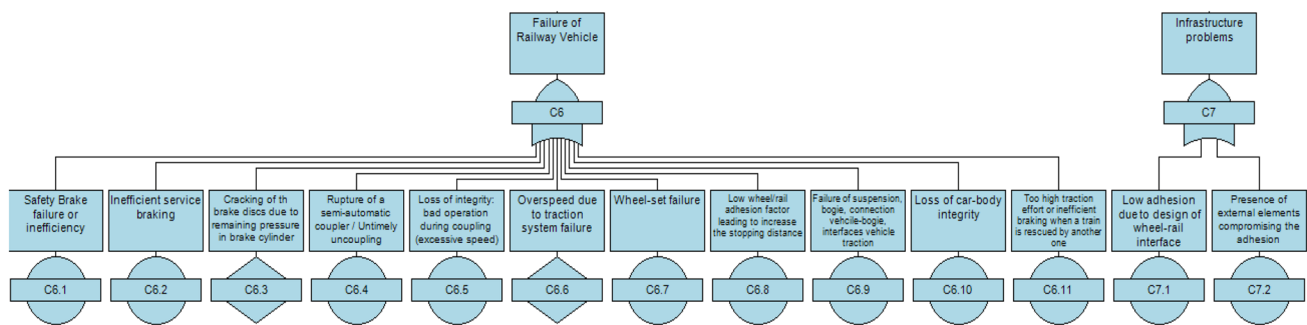 Failure of
Railway Vehicle
Infrastructure
problems
C6
C7
Safety Brake
failure or
inefficiency
Inefficient service
braking
Cracking of th
brake discs due to
remaining pressure
in brake cylinder
Rupture of a
semi-automatic
coupler / Untimely
uncoupling
Loss of integrity:
bad operation
during coupling
(excessive speed)
Overspeed due
to traction
system failure
Wheel-set failure
Low wheel/rail
adhesion factor
leading to increase
the stopping distance
Failure of suspension,
bogie, connection
vehcile-bogie,
interfaces vehicle
traction
Loss of car-body
integrity
Too high traction
effort or inefficient
braking when a train
is rescued by another
one
Low adhesion
due to design of
wheel-rail
interface
Presence of
external elements
compromising the
adhesion
C6.1
C6.2
C6.3
C6.4
C6.5
C6.6
C6.7
C6.8
C6.9
C6.10
C6.11
C7.1
C7.2